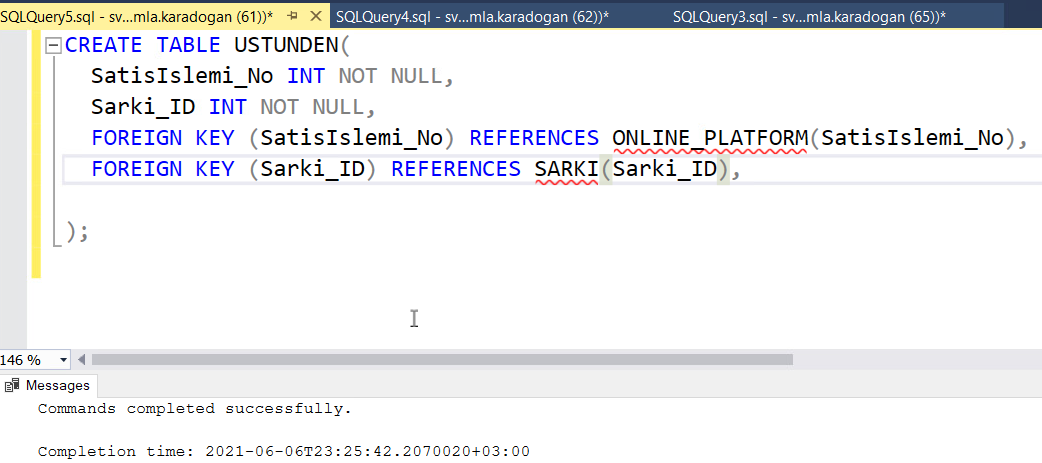 SQLQuery5.sql - sv...mla.karadogan (61))* SQLQuery4.sql - sv...mla.karadogan (62))* SQLQuery3.sql - sv...mla.karadogan (65))*
CREATE TABLE USTUNDEN(
SatisIslemi_No INT NOT NULL,
Sarki_ID INT NOT NULL,
FOREIGN KEY (SatisIslemi_No) REFERENCES ONLINE_PLATFORM(SatisIslemi_No),
FOREIGN KEY (Sarki_ID) REFERENCES SARKI(Sarki_ID),
);
146 %
Messages
Commands completed successfully.
Completion time: 2021-06-06T23:25:42.2070020+03:00